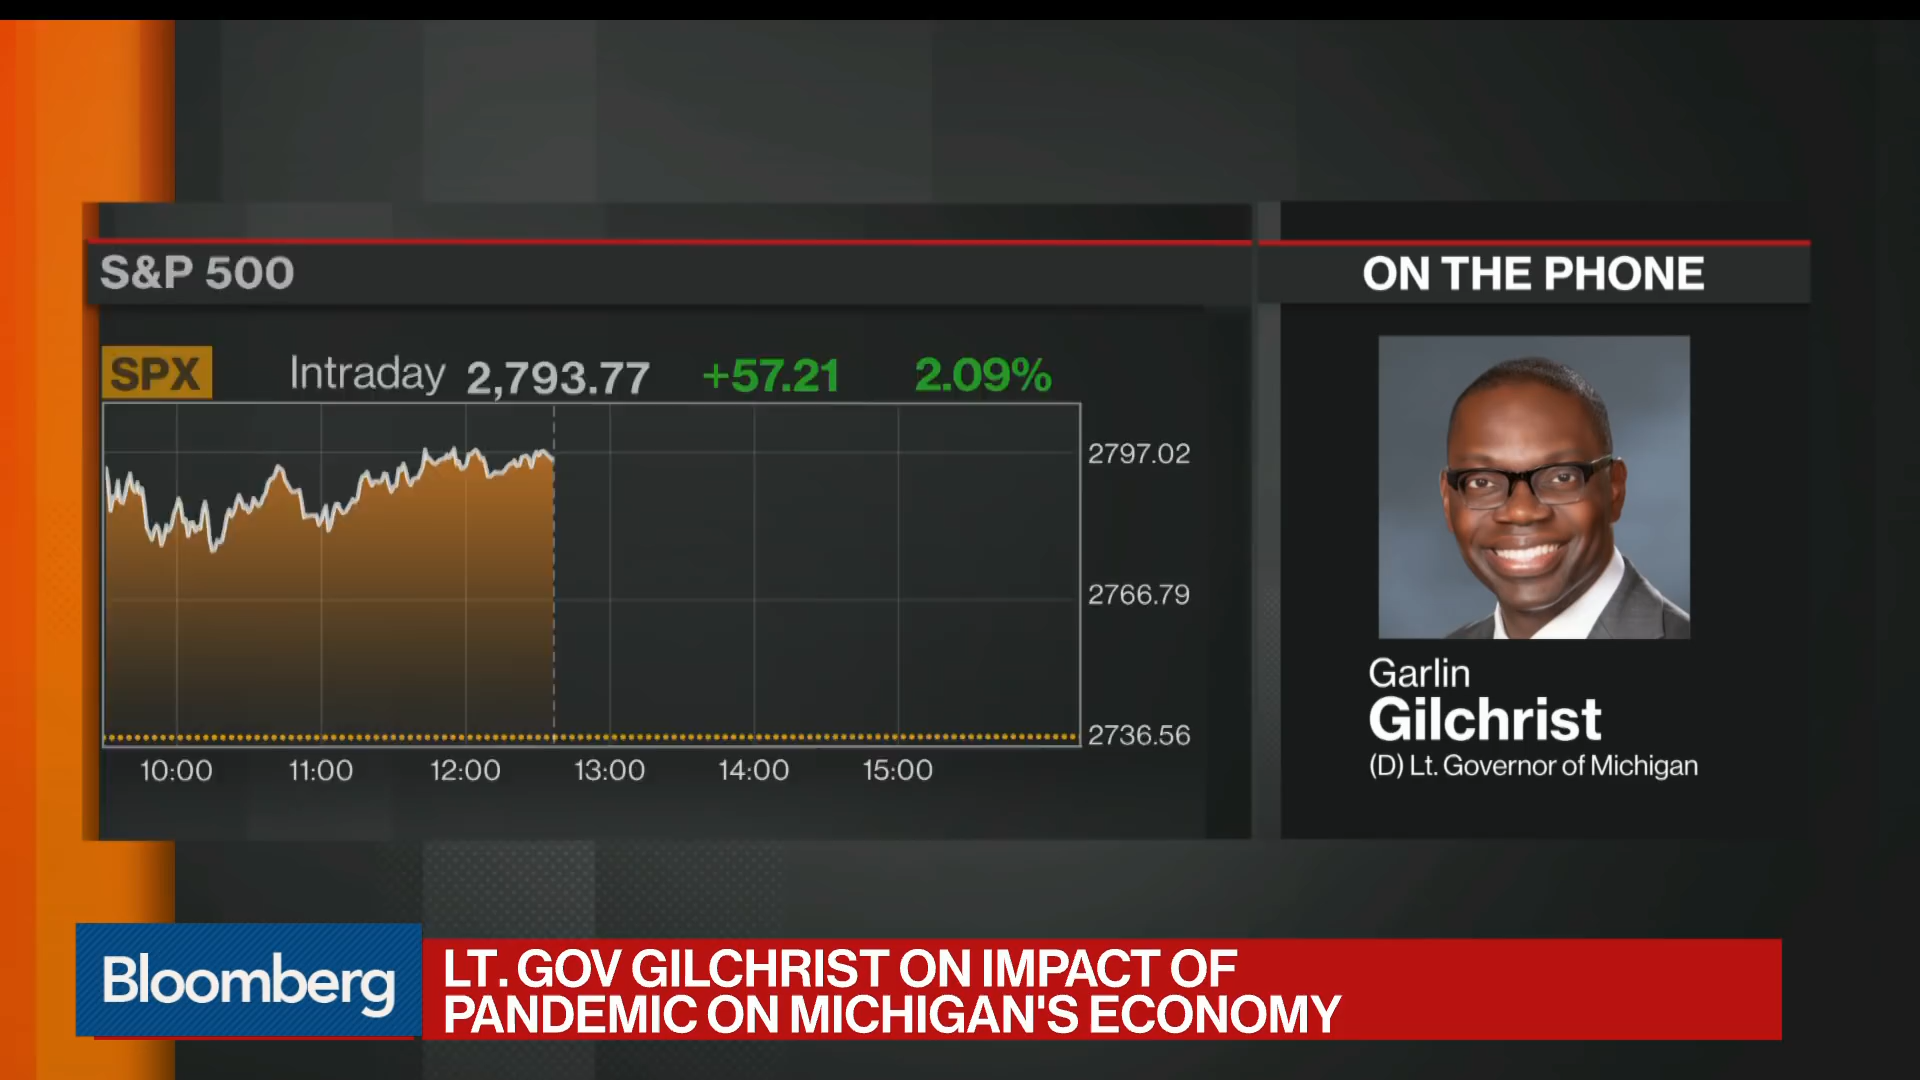 S&P 500
SPX Intraday 2,793.77 +57.21 2.09%
2797.02
2766.79
2736.56
10:00 11:00 12:00 13:00 14:00 15:00
ON THE PHONE
Garlin
Gilchrist
(D) Lt. Governor of Michigan
Bloomberg
LT. GOV GILCHRIST ON IMPACT OF
PANDEMIC ON MICHIGAN'S ECONOMY